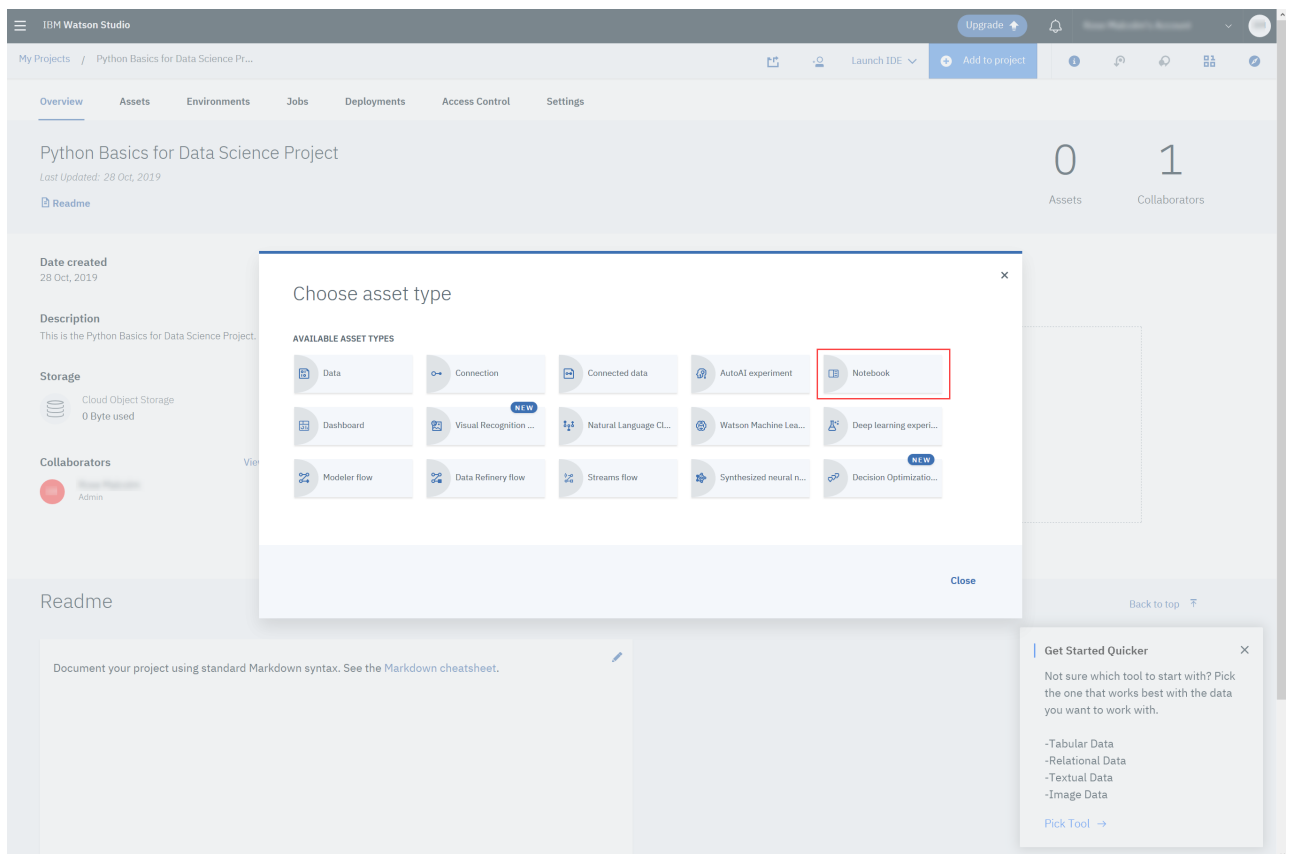 IBM Watson Studio
Upgrade
My Projects / Python Basics for Data Science Pr...
Launch IDE
Add to project
Overview Assets Environments Jobs Deployments Access Control Settings
Python Basics for Data Science Project
Last Updated: 28 Oct, 2019
Readme
0 1
Assets Collaborators
Date created
28 Oct, 2019
Description
This is the Python Basics for Data Science Project.
Storage
Cloud Object Storage
0 Byte used
Collaborators Vie
Admin
Choose asset type
AVAILABLE ASSET TYPES
Data Connection Connected data AutoAI experiment Notebook
NEW
Dashboard Visual Recognition ... Natural Language Cl... Watson Machine Lea... Deep learning experi...
NEW
Modeler flow Data Refinery flow Streams flow Synthesized neural n... Decision Optimizatio...
Close
Readme
Back to top
Document your project using standard Markdown syntax. See the Markdown cheatsheet.
Get Started Quicker
Not sure which tool to start with? Pick
the one that works best with the data
you want to work with.
-Tabular Data
-Relational Data
-Textual Data
-Image Data
Pick Tool →